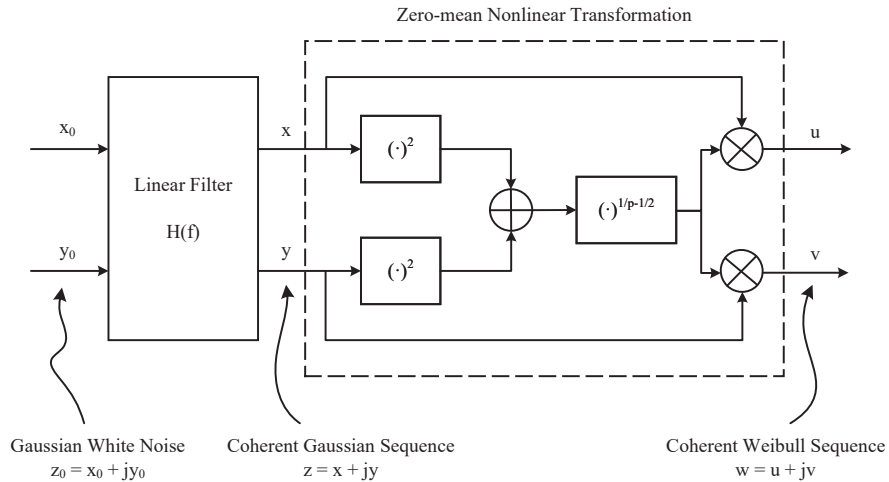 Zero-mean Nonlinear Transformation
x₀
x
(·)²
u
Linear Filter
H(f)
(·)^{1/p-1/2}
y₀
y
(·)²
v
Gaussian White Noise
z₀ = x₀ + jy₀
Coherent Gaussian Sequence
z = x + jy
Coherent Weibull Sequence
w = u + jv